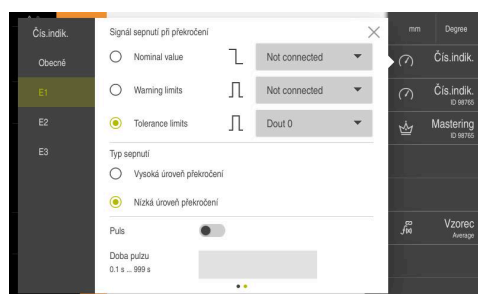 Čís.indik.
Obecné
E1
E2
E3
Signál sepnutí při překročení
Nominal value
Not connected
Warning limits
Not connected
Tolerance limits
Dout 0
Typ sepnutí
Vysoká úroveň překročení
Nízká úroveň překročení
Puls
Doba pulzu
0.1 s ... 999 s
mm
Degree
Čís.indik.
Čís.indik.
ID 98765
Mastering
ID 98765
Vzorec
Average